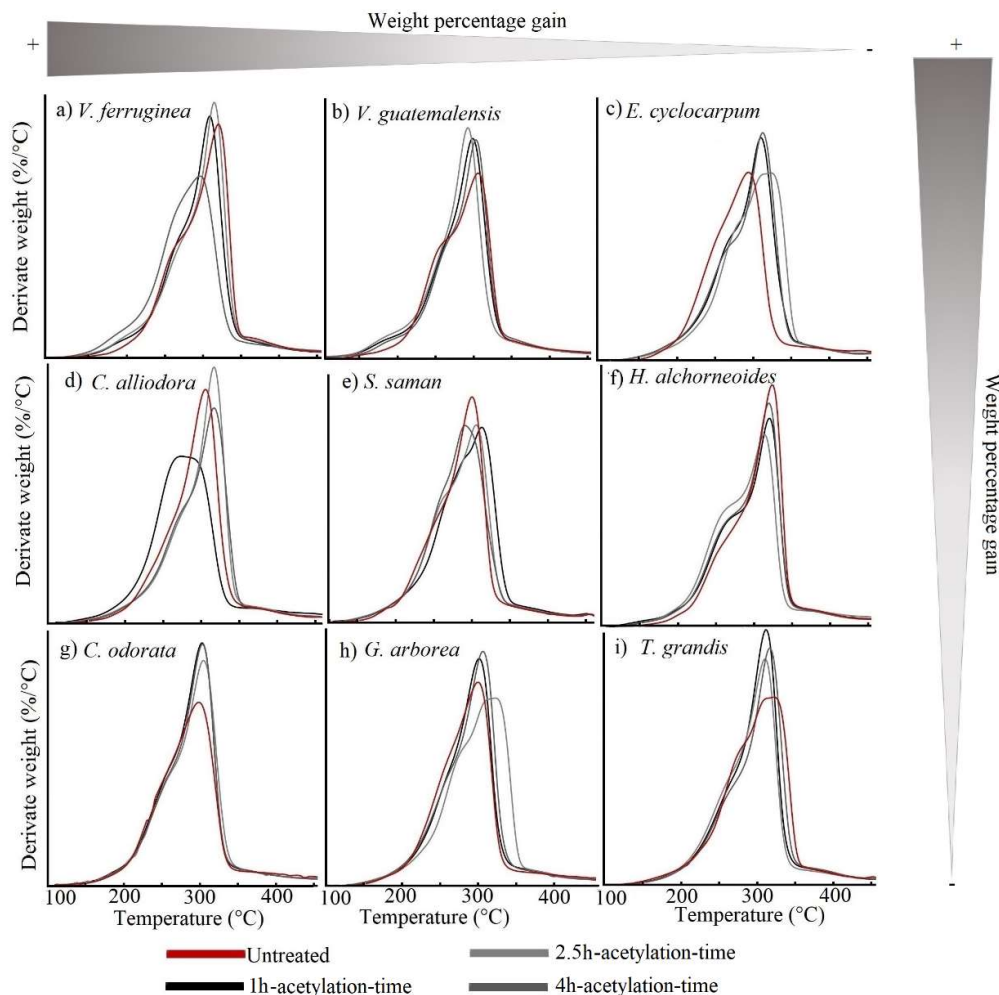 Weight percentage gain
+
-
+
a) V. ferruginea
b) V. guatemalensis
c) E. cyclocarpum
Derivate weight (%/°C)
d) C. alliodora
e) S. saman
f) H. alchorneoides
Derivate weight (%/°C)
Weight percentage gain
g) C. odorata
h) G. arborea
i) T. grandis
Derivate weight (%/°C)
-
100 200 300 400
100 200 300 400
100 200 300 400
Temperature (°C)
Temperature (°C)
Temperature (°C)
Untreated
2.5h-acetylation-time
1h-acetylation-time
4h-acetylation-time